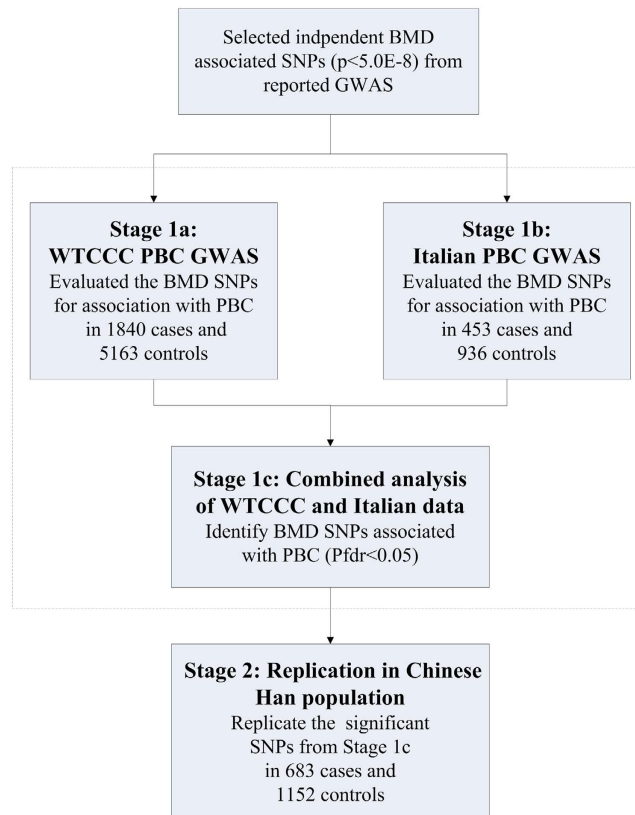 Selected indpendent BMD
associated SNPs (p<5.0E-8) from
reported GWAS
Stage 1a:
WTCCC PBC GWAS
Evaluated the BMD SNPs
for association with PBC
in 1840 cases and
5163 controls
Stage 1b:
Italian PBC GWAS
Evaluated the BMD SNPs
for association with PBC
in 453 cases and
936 controls
Stage 1c: Combined analysis
of WTCCC and Italian data
Identify BMD SNPs associated
with PBC (Pfdr<0.05)
Stage 2: Replication in Chinese
Han population
Replicate the significant
SNPs from Stage 1c
in 683 cases and
1152 controls